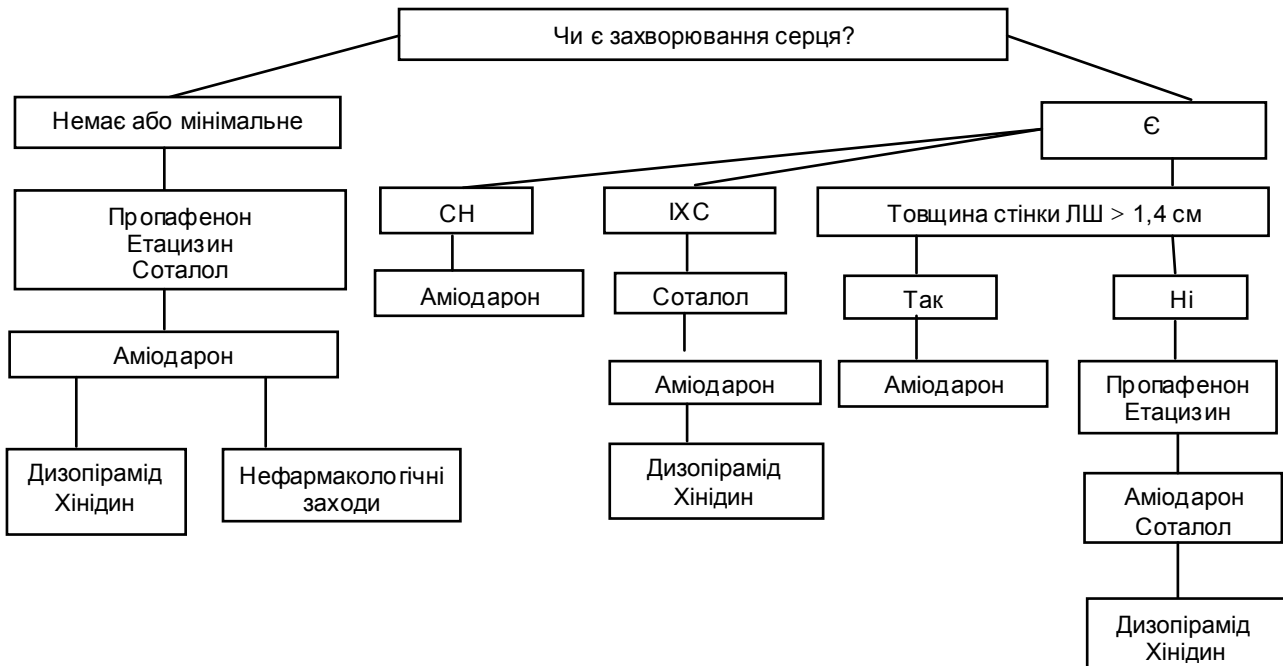 Чи є захворювання серця?
Немає або мінімальне
Є
Пропафенон
Етацизин
Соталол
СН
ІХС
Товщина стінки ЛШ > 1,4 см
Аміодарон
Соталол
Так
Ні
Аміодарон
Аміодарон
Аміодарон
Пропафенон
Етацизин
Дизопірамід
Хінідин
Нефармакологічні
заходи
Дизопірамід
Хінідин
Аміодарон
Соталол
Дизопірамід
Хінідин